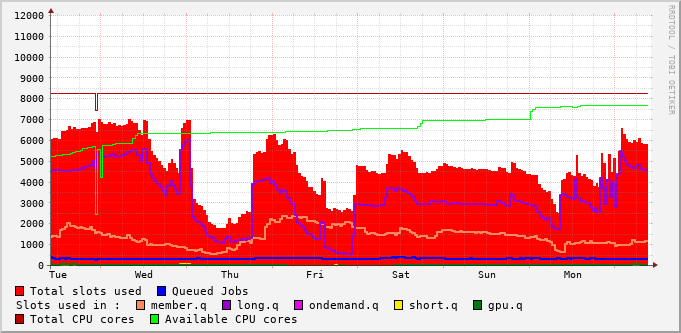 12000
11000
10000
9000
8000
7000
6000
5000
4000
3000
2000
1000
0
Tue Wed Thu Fri Sat Sun Mon
RRDTOOL / TOBI OETIKER
Total slots used Queued Jobs
Slots used in : member.q long.q ondemand.q short.q gpu.q
Total CPU cores Available CPU cores